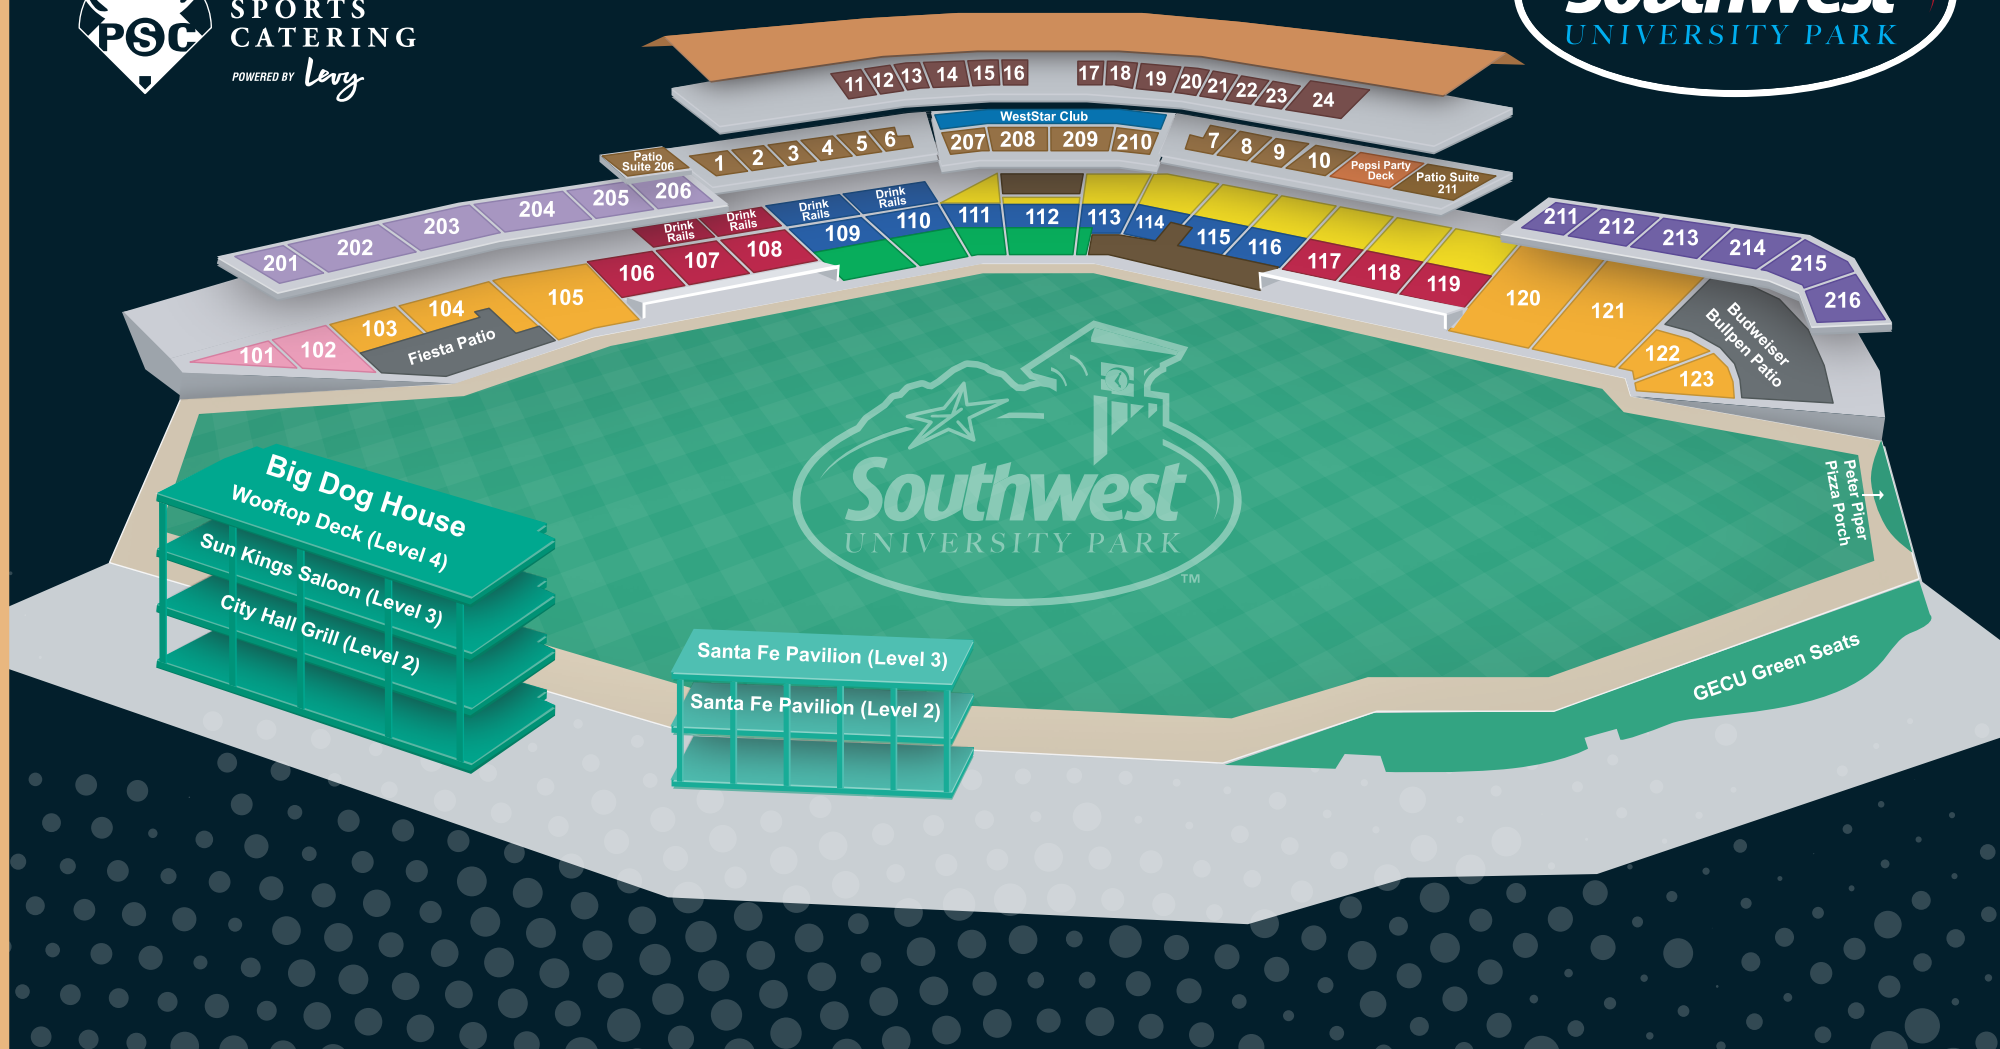 SPORTS
CATERING
PSC
POWERED BY Levy
Southwest
UNIVERSITY PARK
11 12 13 14 15 16 17 18 19 20 21 22 23 24
WestStar Club
207 208 209 210
Patio
Suite 206
1 2 3 4 5 6
7 8 9 10
Pepsi Party
Deck
Patio Suite
211
201 202 203 204 205 206
211 212 213 214 215 216
Drink
Rails
Drink
Rails
Drink
Rails
Drink
Rails
101 102 103 104 105 106 107 108 109 110 111 112 113 114 115 116 117 118 119 120 121 122 123
Fiesta Patio
Budweiser
Bullpen Patio
Southwest
UNIVERSITY PARK
TM
Peter Piper
Pizza Porch
Big Dog House
Wooftop Deck (Level 4)
Sun Kings Saloon (Level 3)
City Hall Grill (Level 2)
Santa Fe Pavilion (Level 3)
Santa Fe Pavilion (Level 2)
GECU Green Seats